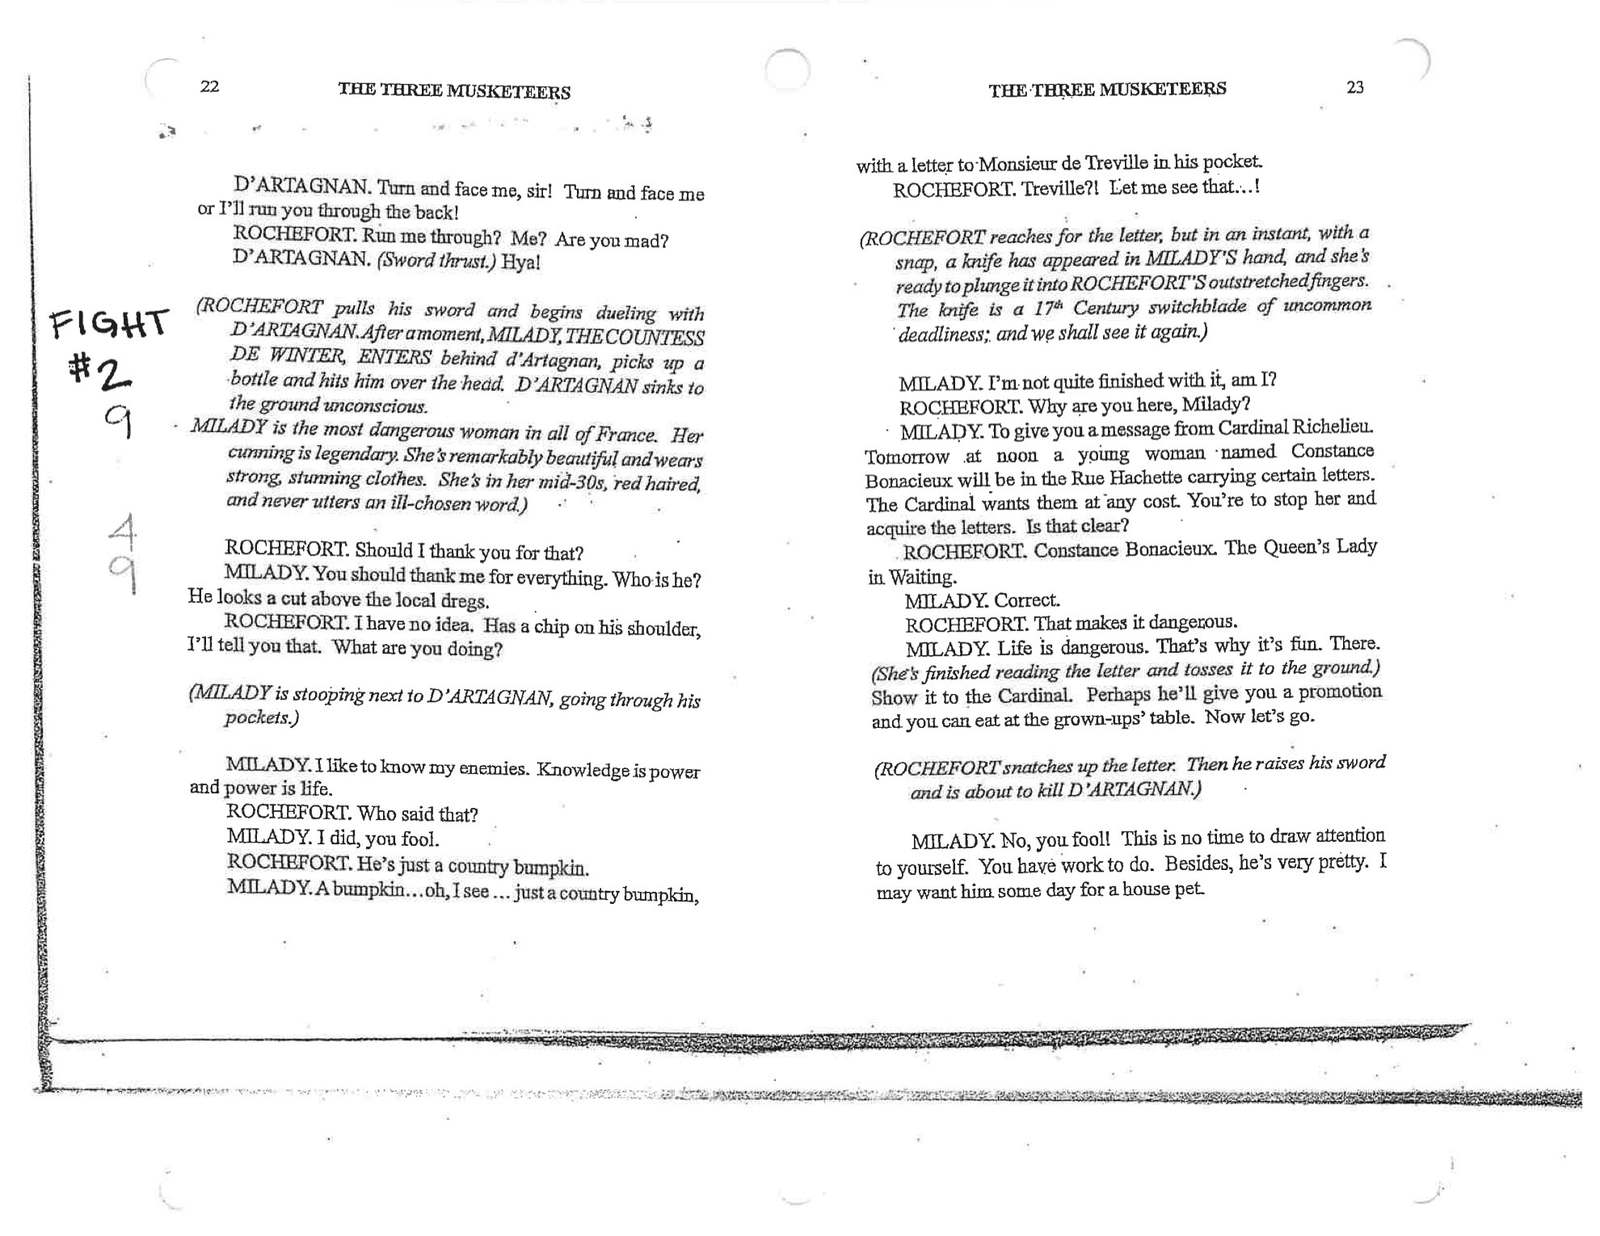 22
THE THREE MUSKETEERS
D'ARTAGNAN. Turn and face me, sir! Turn and face me
or I'll run you through the back!
ROCHEFORT. Run me through? Me? Are you mad?
D'ARTAGNAN. (Sword thrust.) Hya!
FIGHT
#2
9
4
9
(ROCHEFORT pulls his sword and begins dueling with
D'ARTAGNAN. After a moment, MILADY, THE COUNTESS
DE WINTER, ENTERS behind d'Artagnan, picks up a
bottle and hits him over the head. D'ARTAGNAN sinks to
the ground unconscious.
MILADY is the most dangerous woman in all of France. Her
cunning is legendary. She's remarkably beautiful and wears
strong, stunning clothes. She's in her mid-30s, red haired,
and never utters an ill-chosen word.)
ROCHEFORT. Should I thank you for that?
MILADY. You should thank me for everything. Who is he?
He looks a cut above the local dregs.
ROCHEFORT. I have no idea. Has a chip on his shoulder,
I'll tell you that. What are you doing?
(MILADY is stooping next to D'ARTAGNAN, going through his
pockets.)
MILADY. I like to know my enemies. Knowledge is power
and power is life.
ROCHEFORT. Who said that?
MILADY. I did, you fool.
ROCHEFORT. He's just a country bumpkin.
MILADY. A bumpkin...oh, I see ... just a country bumpkin,
THE THREE MUSKETEERS
23
with a letter to Monsieur de Treville in his pocket.
ROCHEFORT. Treville?! Let me see that...!
(ROCHEFORT reaches for the letter, but in an instant, with a
snap, a knife has appeared in MILADY'S hand, and she's
ready to plunge it into ROCHEFORT'S outstretched fingers.
The knife is a 17th Century switchblade of uncommon
deadliness; and we shall see it again.)
MILADY. I'm not quite finished with it, am I?
ROCHEFORT. Why are you here, Milady?
MILADY. To give you a message from Cardinal Richelieu.
Tomorrow at noon a young woman named Constance
Bonacieux will be in the Rue Hachette carrying certain letters.
The Cardinal wants them at any cost. You're to stop her and
acquire the letters. Is that clear?
ROCHEFORT. Constance Bonacieux. The Queen's Lady
in Waiting.
MILADY. Correct.
ROCHEFORT. That makes it dangerous.
MILADY. Life is dangerous. That's why it's fun. There.
(She's finished reading the letter and tosses it to the ground.)
Show it to the Cardinal. Perhaps he'll give you a promotion
and you can eat at the grown-ups' table. Now let's go.
(ROCHEFORT snatches up the letter. Then he raises his sword
and is about to kill D'ARTAGNAN.)
MILADY. No, you fool! This is no time to draw attention
to yourself. You have work to do. Besides, he's very pretty. I
may want him some day for a house pet.